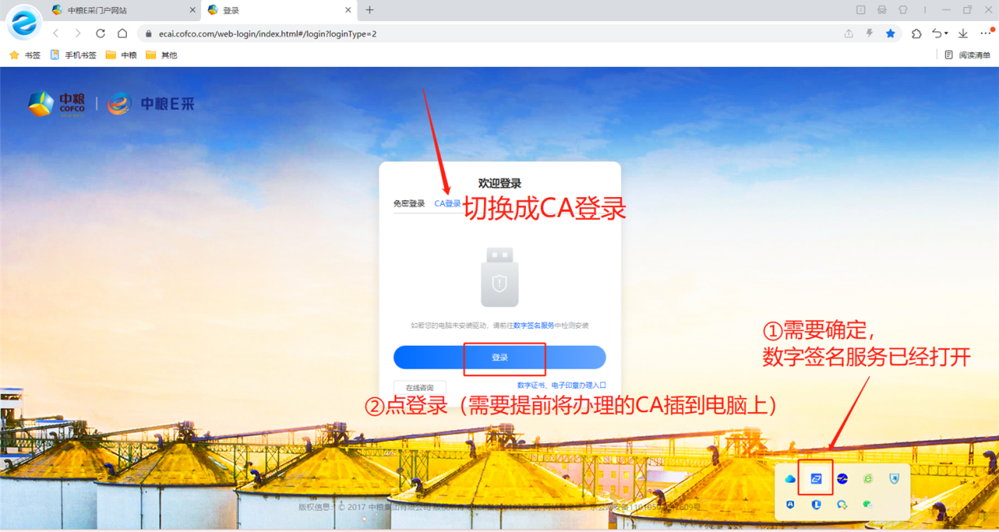 中粮E采门户网站
登录
ecai.cofco.com/web-login/index.html#/login?loginType=2
书签
手机书签
中粮
其他
阅读清单
中粮
COFCO
中粮E采
欢迎登录
免密登录
CA登录
切换成CA登录
如若您的电脑未安装驱动，请前往数字签名服务中检测安装
登录
在线咨询
数字证书、电子印章办理入口
①需要确定，
数字签名服务已经打开
②点登录（需要提前将办理的CA插到电脑上）
版权信息：© 2017 中粮集团有限公司 版权所有